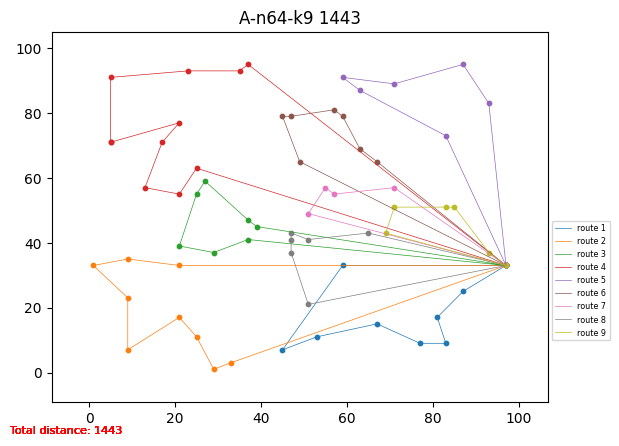 A-n64-k9 1443
100
80
60
40
20
0
0 20 40 60 80 100
route 1
route 2
route 3
route 4
route 5
route 6
route 7
route 8
route 9
Total distance: 1443